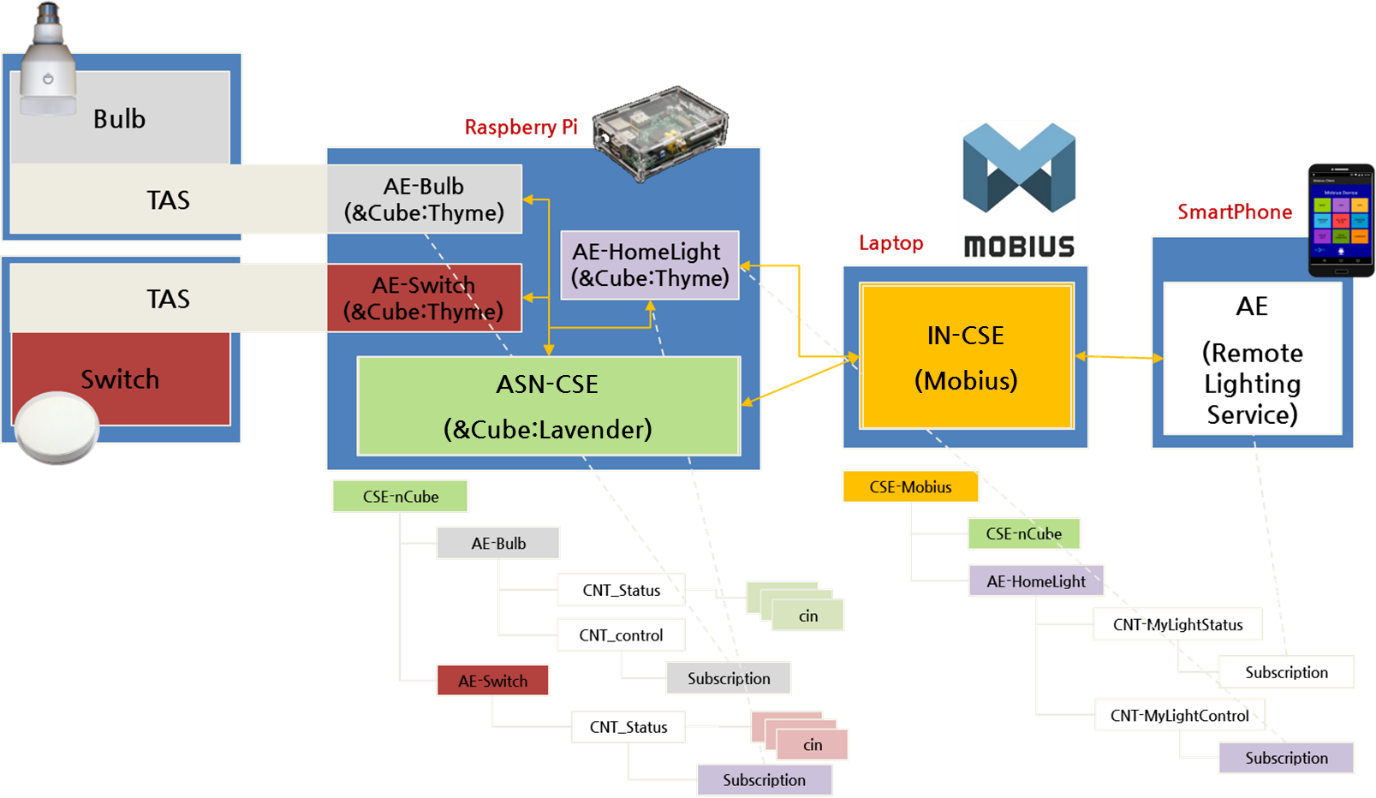 Bulb
TAS
TAS
Switch
Raspberry Pi
AE-Bulb
(&Cube:Thyme)
AE-Switch
(&Cube:Thyme)
AE-HomeLight
(&Cube:Thyme)
ASN-CSE
(&Cube:Lavender)
Laptop
MOBIUS
IN-CSE
(Mobius)
SmartPhone
AE
(Remote
Lighting
Service)
CSE-nCube
AE-Bulb
CNT_Status
cin
CNT_control
Subscription
AE-Switch
CNT_Status
cin
Subscription
CSE-Mobius
CSE-nCube
AE-HomeLight
CNT-MyLightStatus
Subscription
CNT-MyLightControl
Subscription